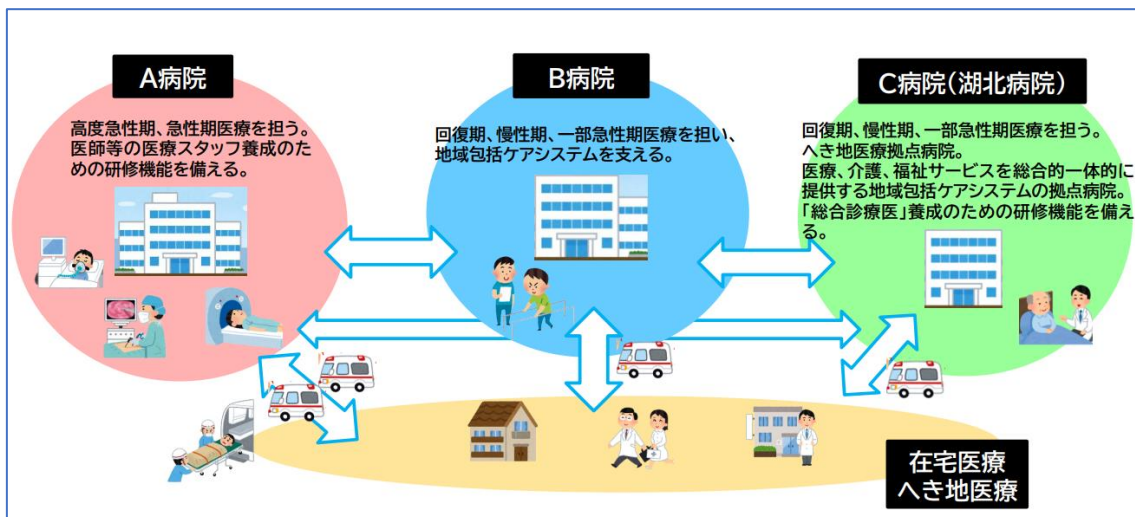 A病院
高度急性期、急性期医療を担う。
医師等の医療スタッフ養成のた
めの研修機能を備える。
B病院
回復期、慢性期、一部急性期医療を担い、
地域包括ケアシステムを支える。
C病院(湖北病院)
回復期、慢性期、一部急性期医療を担う。
へき地医療拠点病院。
医療、介護、福祉サービスを総合的一体的に
提供する地域包括ケアシステムの拠点病院。
「総合診療医」養成のための研修機能を備え
る。
在宅医療
へき地医療